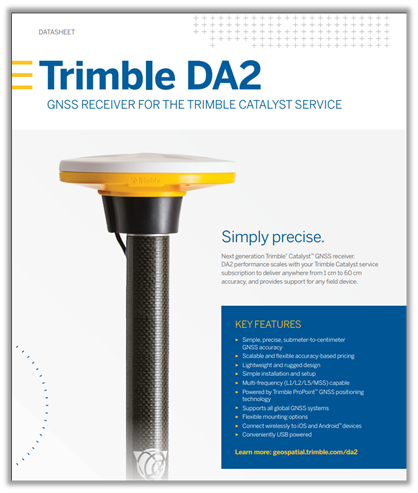 DATASHEET
Trimble DA2
GNSS RECEIVER FOR THE TRIMBLE CATALYST SERVICE
Trimble
Simply precise.
Next generation Trimble® Catalyst™ GNSS receiver.
DA2 performance scales with your Trimble Catalyst service
subscription to deliver anywhere from 1 cm to 60 cm
accuracy, and provides support for any field device.
KEY FEATURES
► Simple, precise, submeter-to-centimeter
GNSS accuracy
► Scalable and flexible accuracy-based pricing
► Lightweight and rugged design
► Simple installation and setup
► Multi-frequency (L1/L2/L5/MSS) capable
► Powered by Trimble ProPoint™ GNSS positioning
technology
► Supports all global GNSS systems
► Flexible mounting options
► Connect wirelessly to iOS and Android™ devices
► Conveniently USB powered
Learn more: geospatial.trimble.com/da2